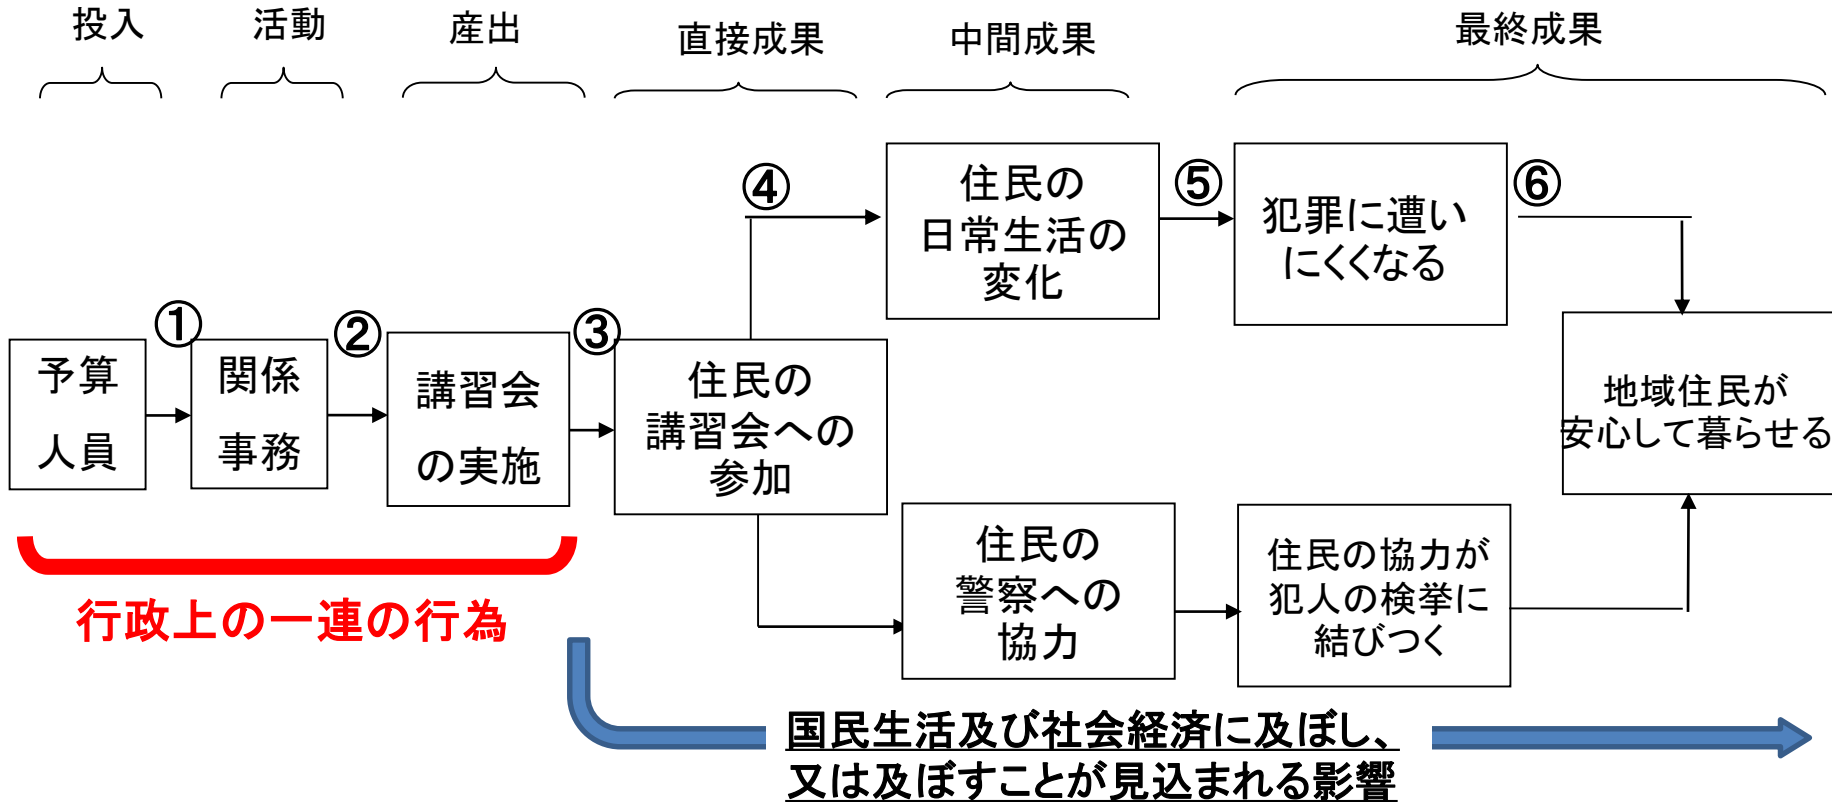 投入
活動
産出
直接成果
中間成果
最終成果
①
②
③
④
⑤
⑥
予算
人員
関係
事務
講習会
の実施
住民の
講習会への
参加
住民の
日常生活の
変化
犯罪に遭い
にくくなる
住民の
警察への
協力
住民の協力が
犯人の検挙に
結びつく
地域住民が
安心して暮らせる
行政上の一連の行為
国民生活及び社会経済に及ぼし、
又は及ぼすことが見込まれる影響